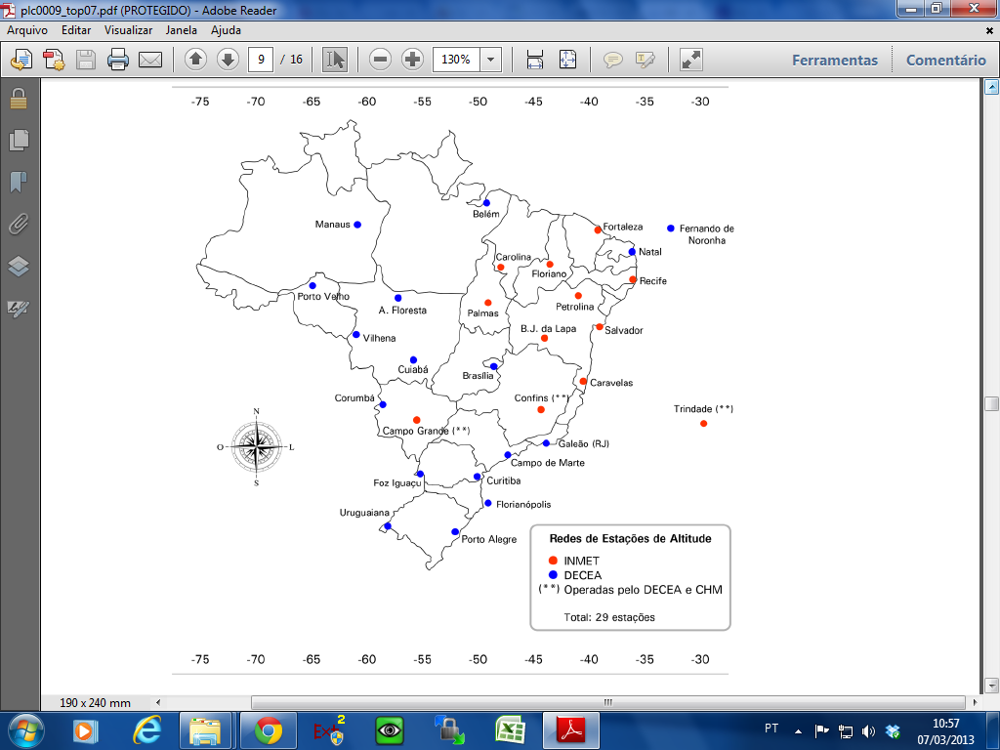 plc0009_top07.pdf (PROTEGIDO) - Adobe Reader
Arquivo Editar Visualizar Janela Ajuda
9 / 16
130%
Ferramentas
Comentário
-75 -70 -65 -60 -55 -50 -45 -40 -35 -30
Belém
Manaus
Fortaleza
Fernando de
Noronha
Natal
Carolina
Floriano
Recife
Porto Velho
A. Floresta
Palmas
Petrolina
Vilhena
B.J. da Lapa
Salvador
Cuiabá
Brasília
Caravelas
Corumbá
Confins (**)
Trindade (**)
Campo Grande (**)
N
O
L
S
Galeão (RJ)
Campo de Marte
Foz Iguaçu
Curitiba
Florianópolis
Uruguaiana
Porto Alegre
Redes de Estações de Altitude
INMET
DECEA
(**) Operadas pelo DECEA e CHM
Total: 29 estações
-75 -70 -65 -60 -55 -50 -45 -40 -35 -30
190 x 240 mm
Ext2
PT
10:57
07/03/2013